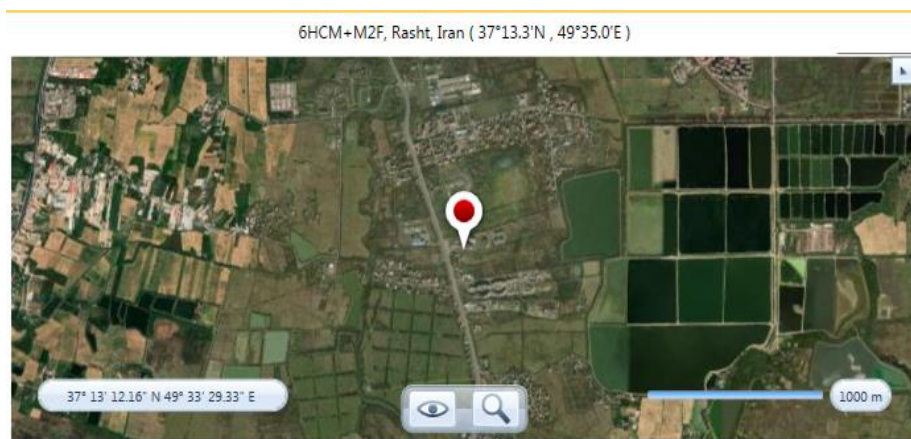 6HCM+M2F, Rasht, Iran ( 37°13.3'N , 49°35.0'E )
37° 13' 12.16" N 49° 33' 29.33" E
1000 m